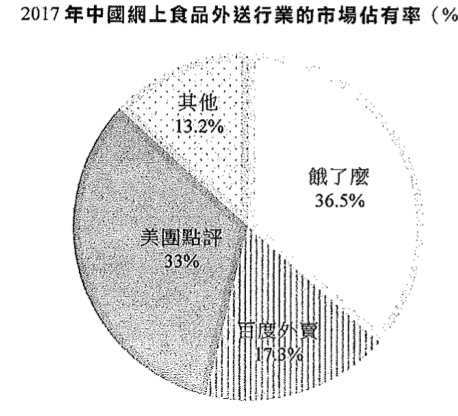 2017 年中國網上食品外送行業的市場佔有率（%
其他
13.2%
餓了麼
36.5%
美團點評
33%
百度外賣
17.3%